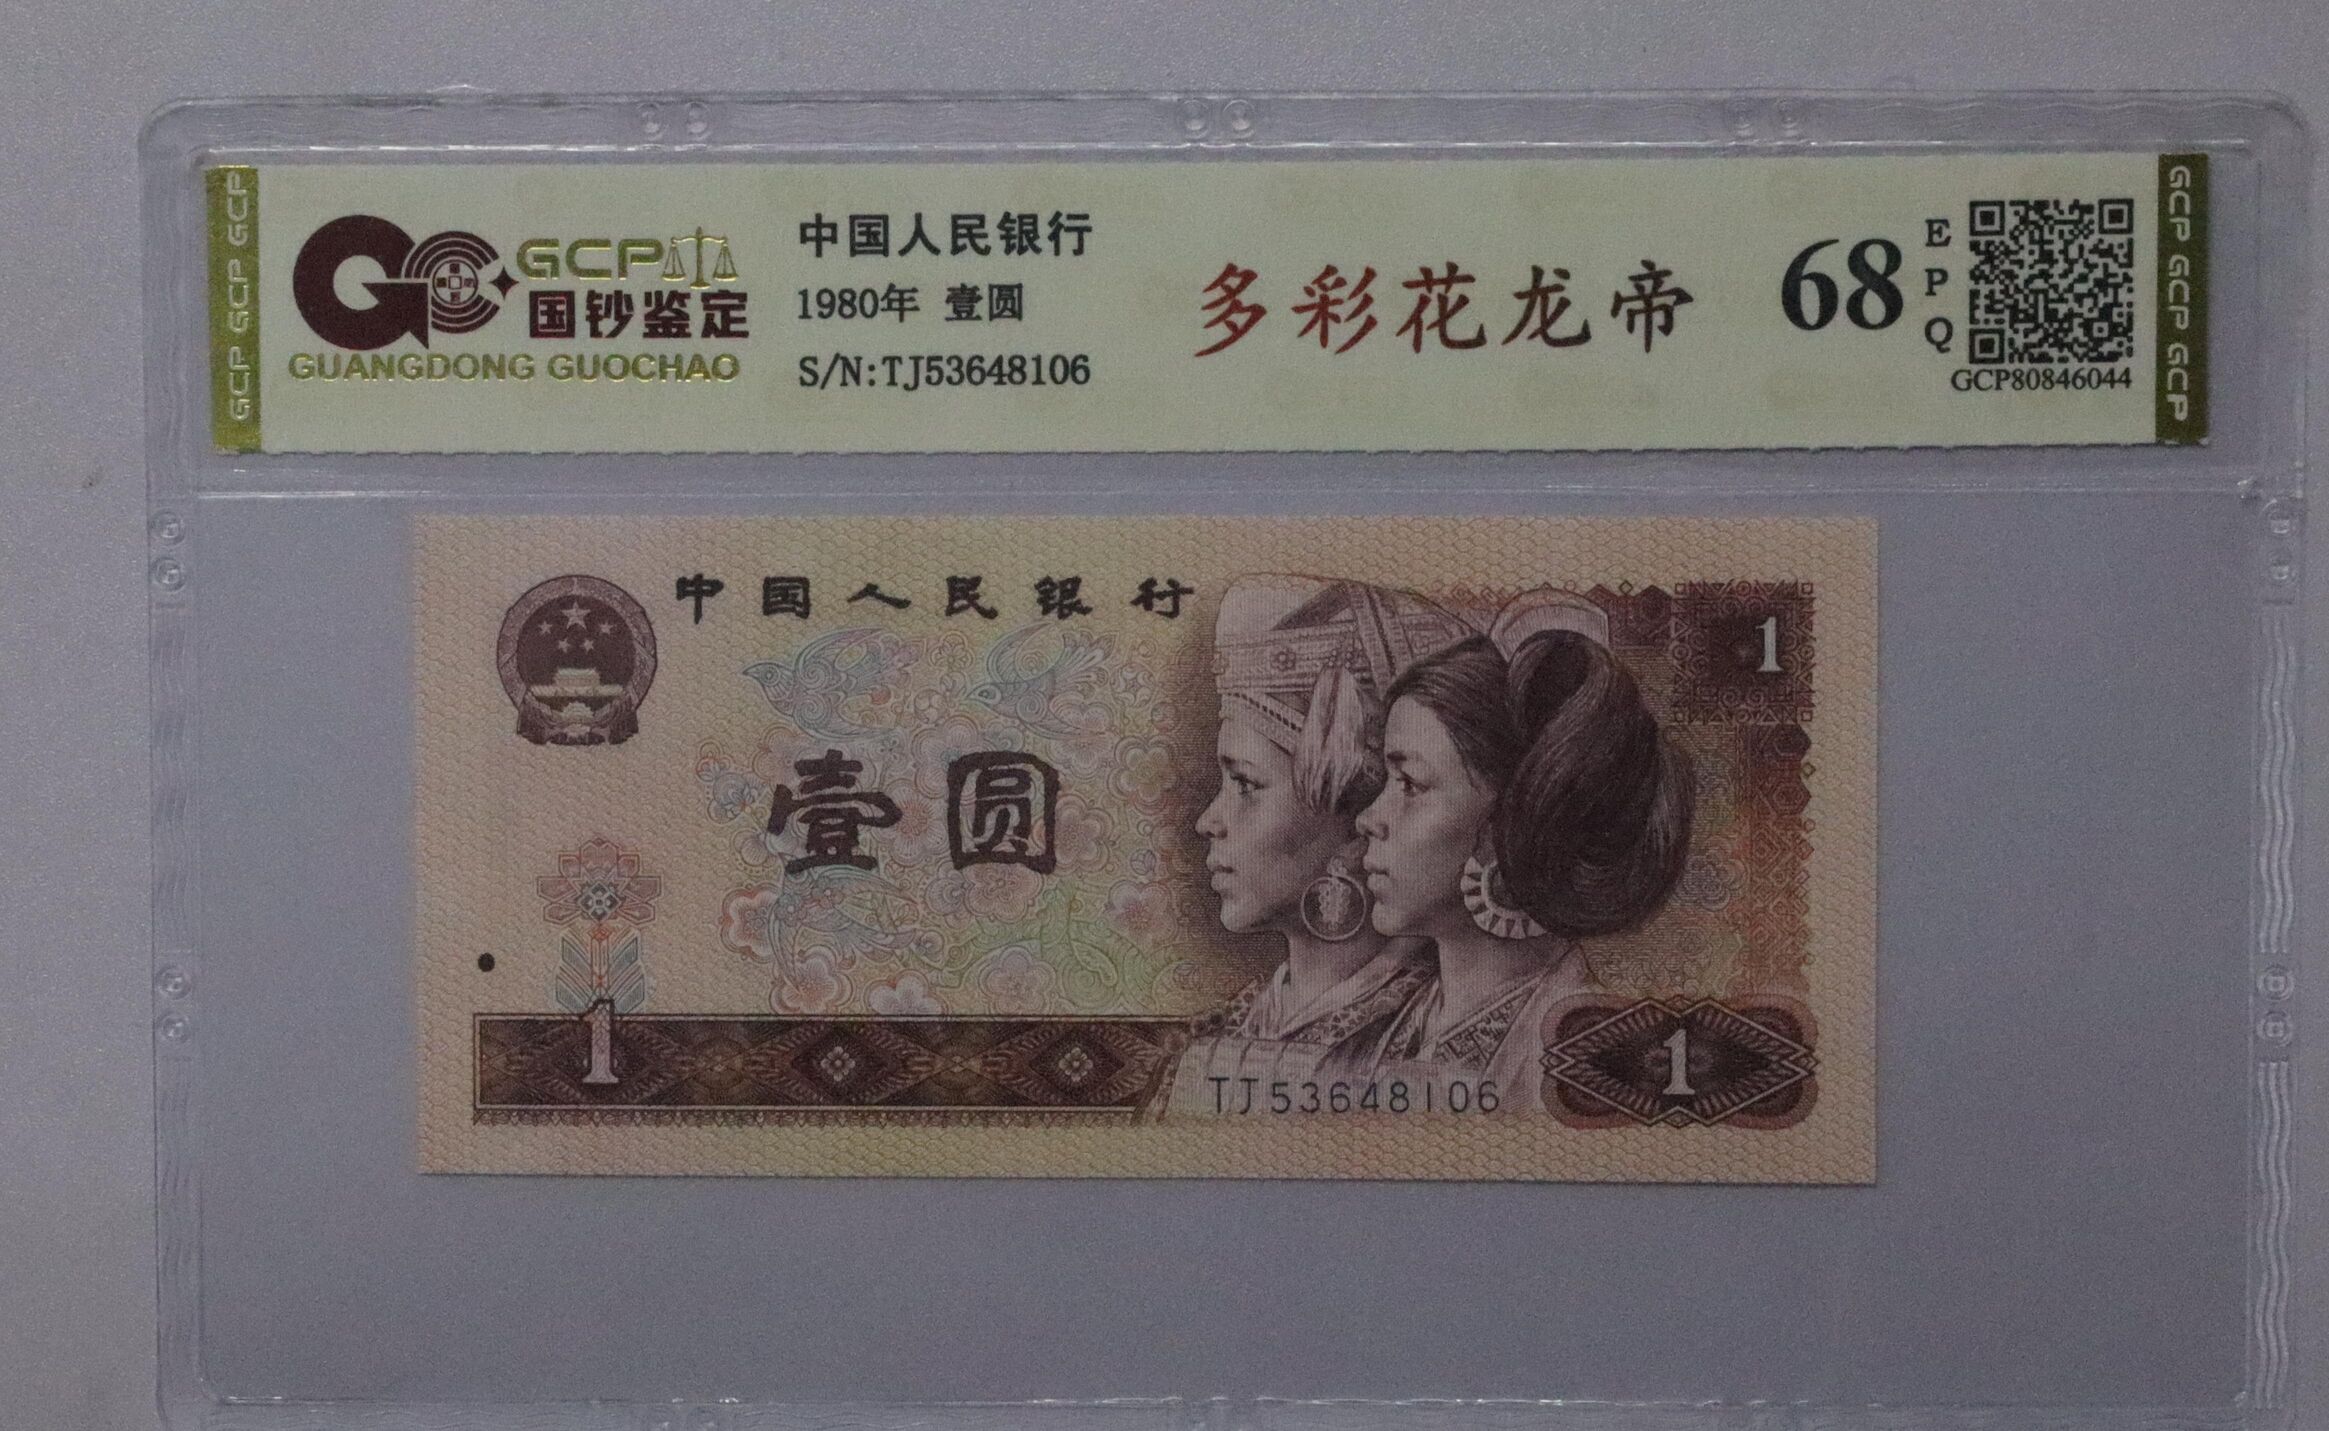 GCP GCP GCP
GCP
国钞鉴定
GUANGDONG GUOCHAO
中国人民银行
1980年 壹圆
S/N:TJ53648106
多彩花龙帝
68
E
P
Q
GCP80846044
GCP GCP GCP
中国人民银行
1
壹圆
1
TJ53648106
1